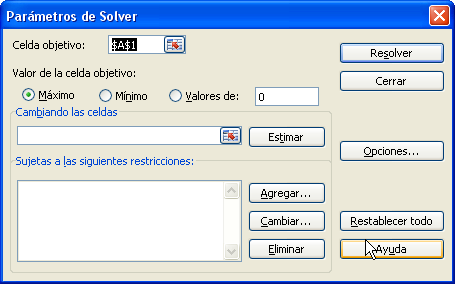 Parámetros de Solver
Celda objetivo: $A$1
Resolver
Valor de la celda objetivo:
Cerrar
Máximo Mínimo Valores de: 0
Cambiando las celdas
Estimar
Opciones...
Sujetas a las siguientes restricciones:
Agregar...
Cambiar...
Restablecer todo
Eliminar
Ayuda